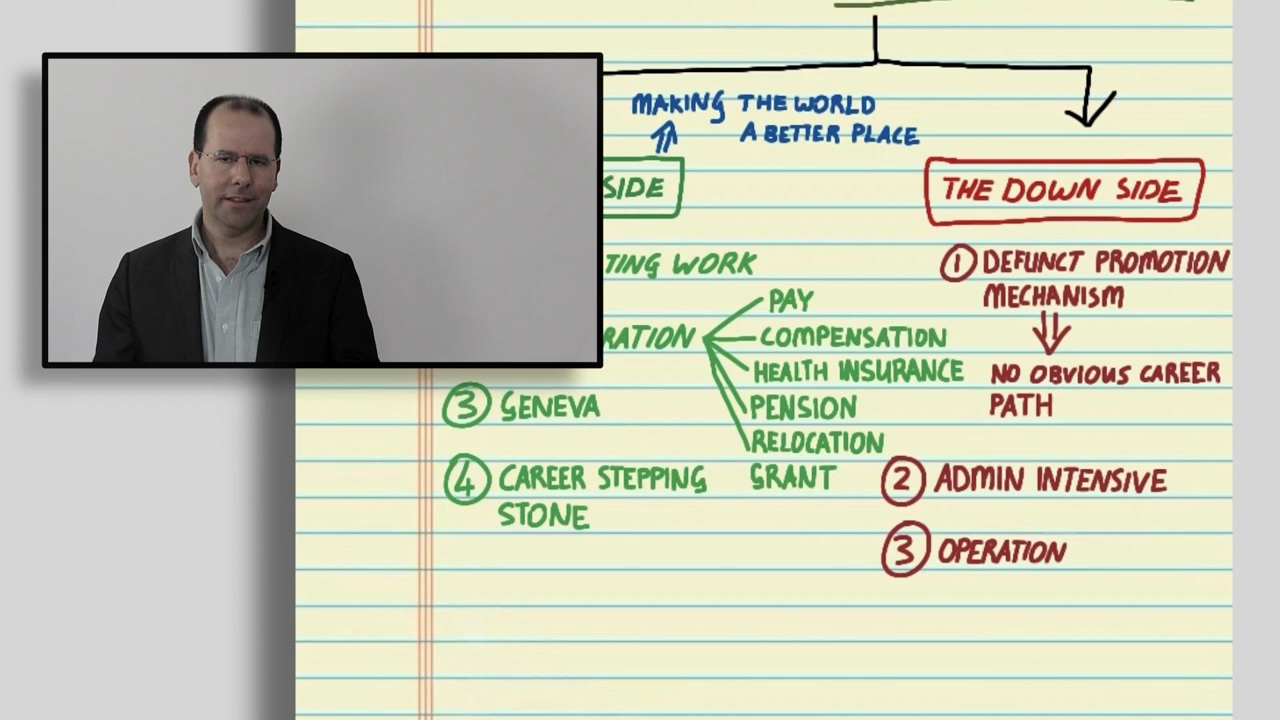 MAKING THE WORLD
A BETTER PLACE
SIDE
TING WORK
RATION
PAY
COMPENSATION
HEALTH INSURANCE
PENSION
RELOCATION
GRANT
3 GENEVA
4 CAREER STEPPING
STONE
THE DOWN SIDE
1 DEFUNCT PROMOTION
MECHANISM
NO OBVIOUS CAREER
PATH
2 ADMIN INTENSIVE
3 OPERATION